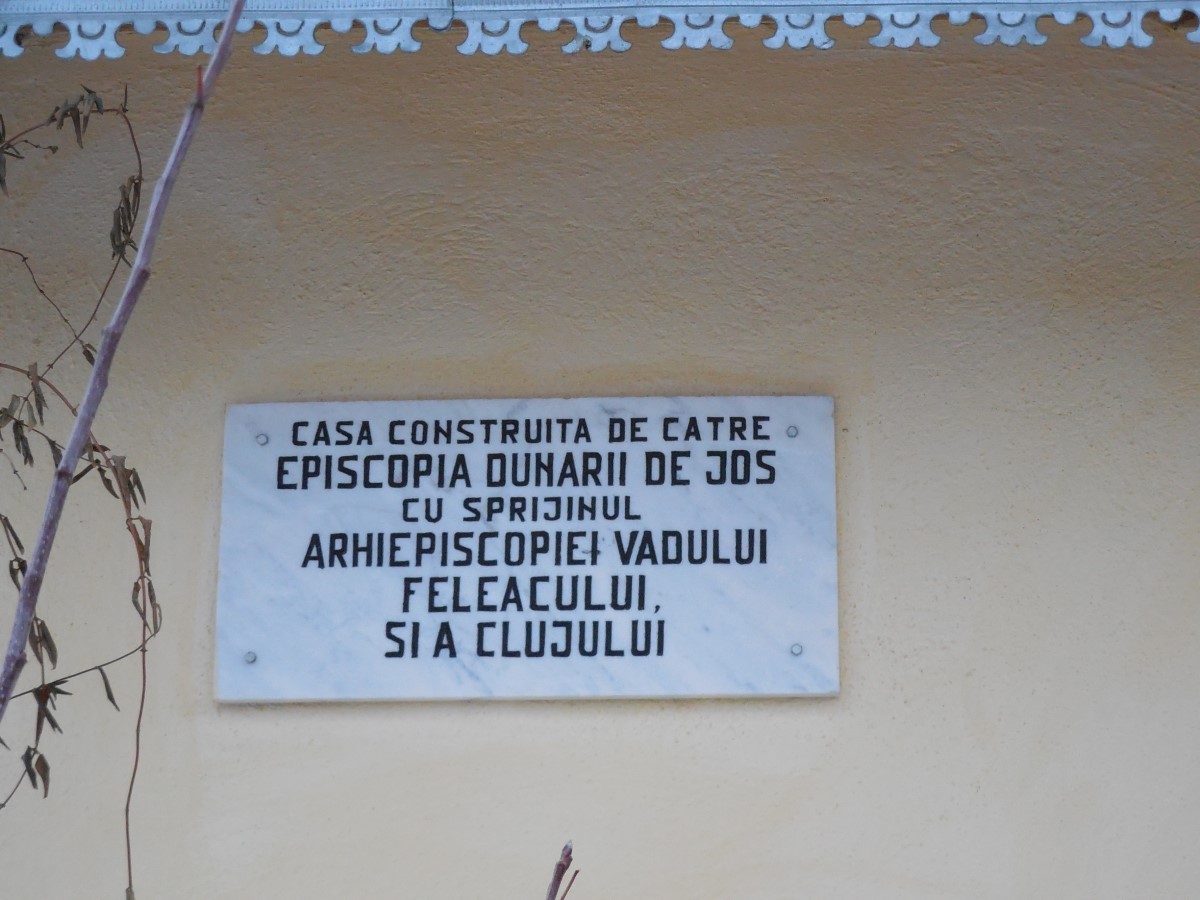 CASA CONSTRUITA DE CATRE
EPISCOPIA DUNARII DE JOS
CU SPRIJINUL
ARHIEPISCOPIEI VADULUI
FELEACULUI,
SI A CLUJULUI